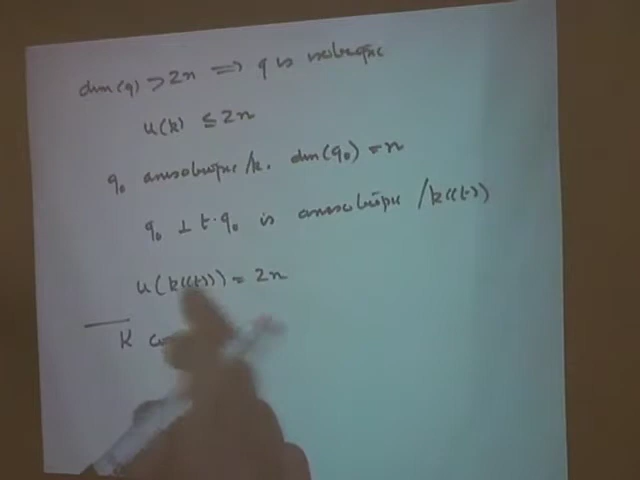 dim(q) > 2n ⟹ q is isotropic
u(k) ≤ 2n
q₀ anisotropic /k. dim(q₀) = n
q₀ ⊥ t·q₀ is anisotropic /k((t))
u(k((t))) = 2n
K